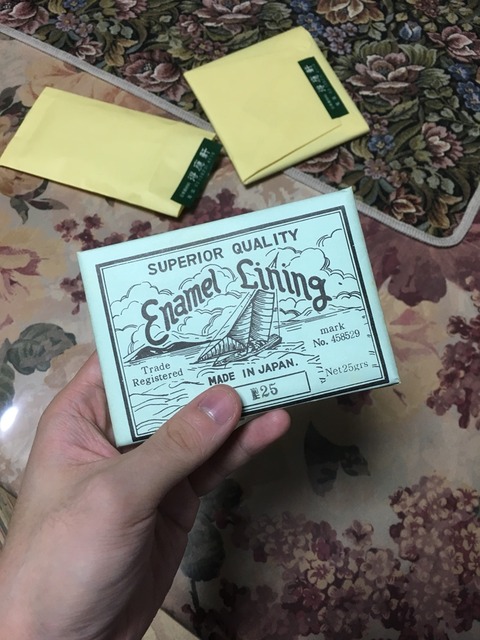 SUPERIOR QUALITY
Enamel Lining
Trade
Registered
mark
No. 458529
MADE IN JAPAN.
Net25grs
25